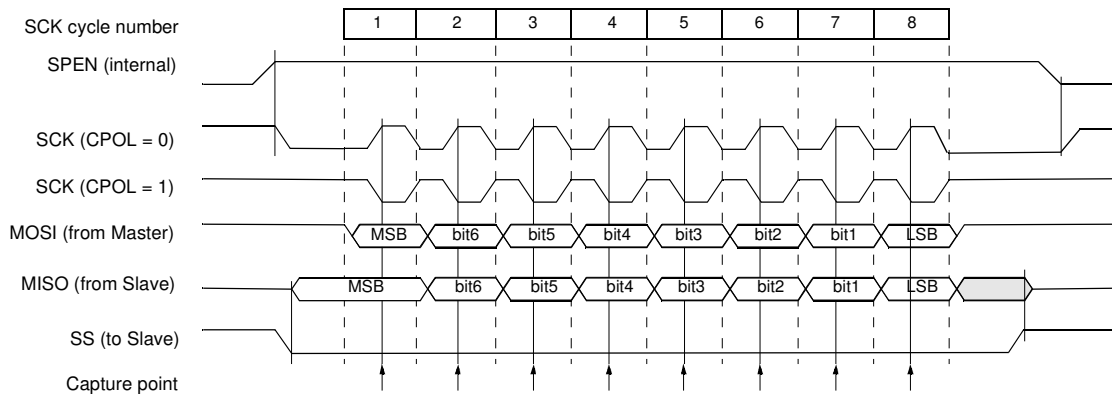 SCK cycle number 1 2 3 4 5 6 7 8
SPEN (internal)
SCK (CPOL = 0)
SCK (CPOL = 1)
MOSI (from Master) MSB bit6 bit5 bit4 bit3 bit2 bit1 LSB
MISO (from Slave) MSB bit6 bit5 bit4 bit3 bit2 bit1 LSB
SS (to Slave)
Capture point